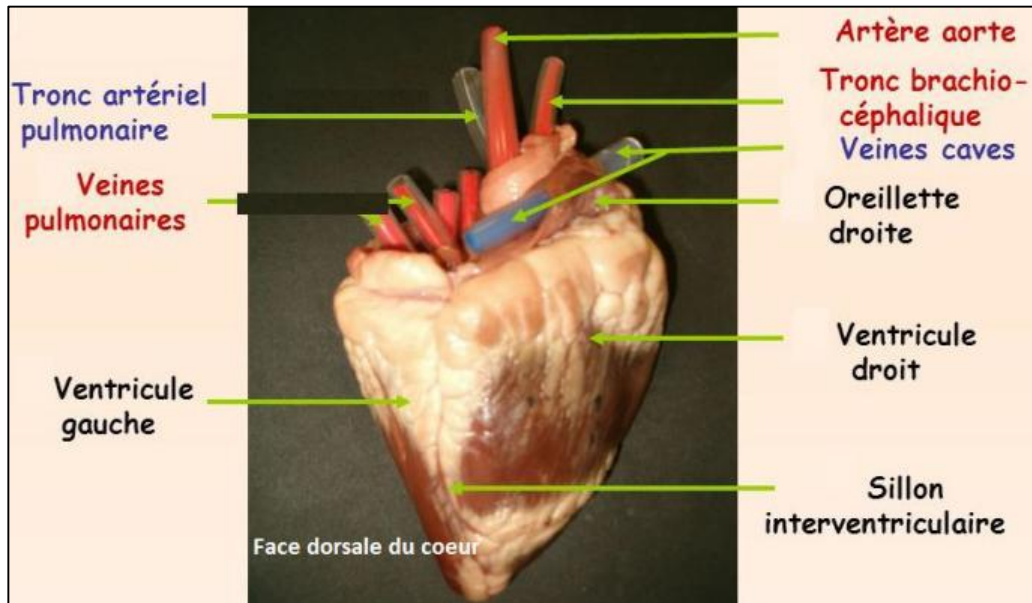 Artère aorte
Tronc artériel
pulmonaire
Tronc brachio-
céphalique
Veines caves
Veines
pulmonaires
Oreillette
droite
Ventricule
droit
Ventricule
gauche
Sillon
interventriculaire
Face dorsale du coeur